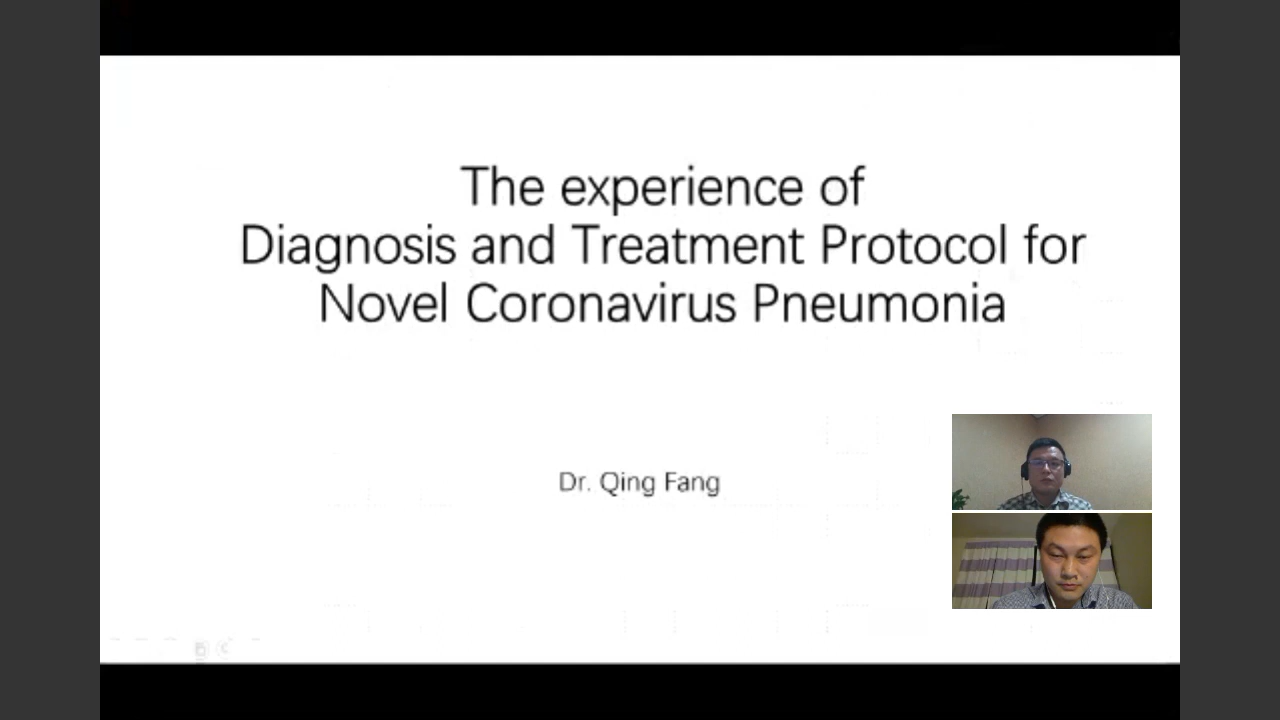 The experience of
Diagnosis and Treatment Protocol for
Novel Coronavirus Pneumonia
Dr. Qing Fang